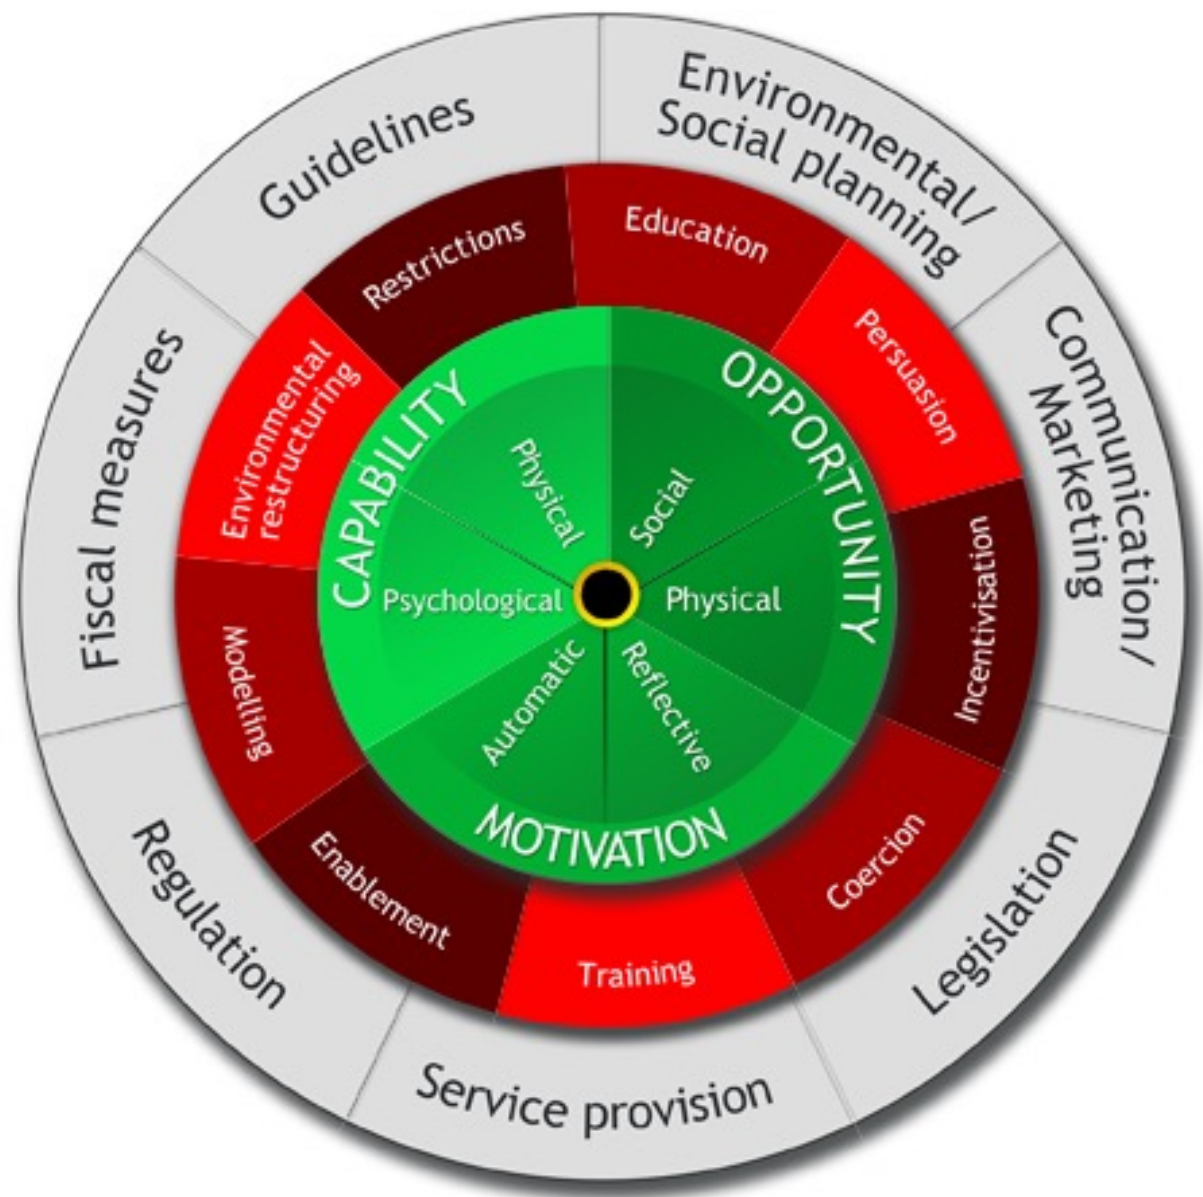 Environmental/
Social planning
Communication/
Marketing
Legislation
Service provision
Regulation
Fiscal measures
Guidelines
Education
Persuasion
Incentivisation
Coercion
Training
Enablement
Modelling
Environmental
restructuring
Restrictions
OPPORTUNITY
Social
Physical
MOTIVATION
Reflective
Automatic
CAPABILITY
Psychological
Physical